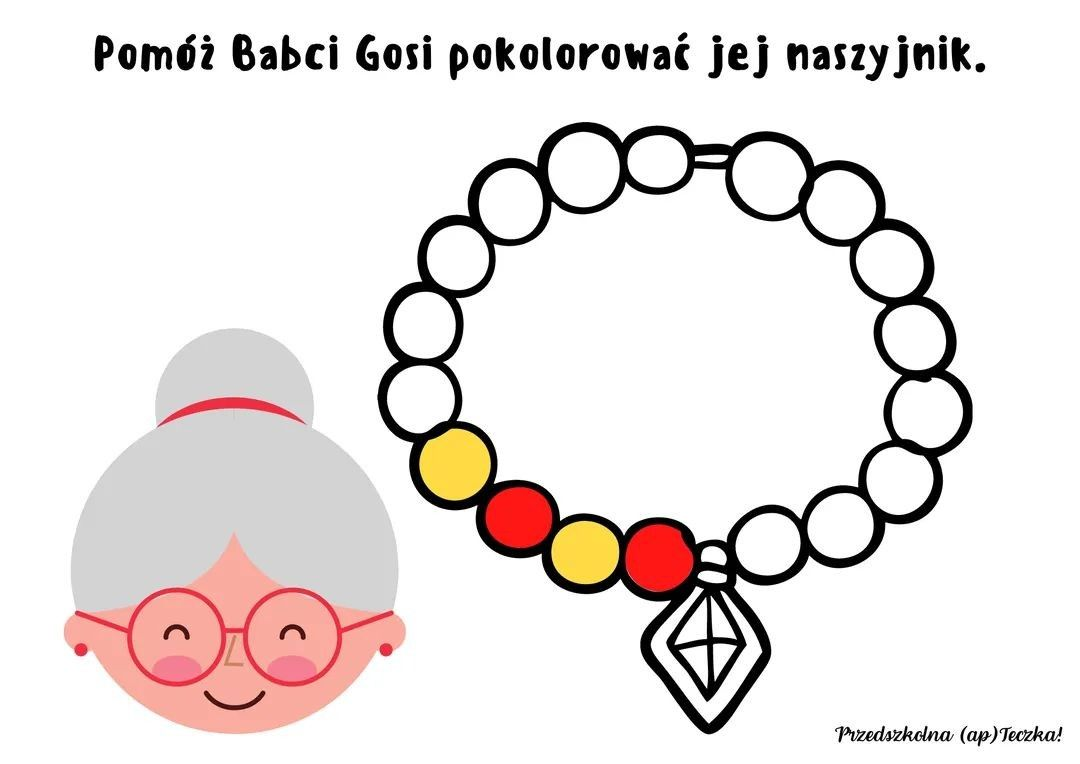 Pomóż Babci Gosi pokolorować jej naszyjnik.
Przedszkolna (ap)Teczka!